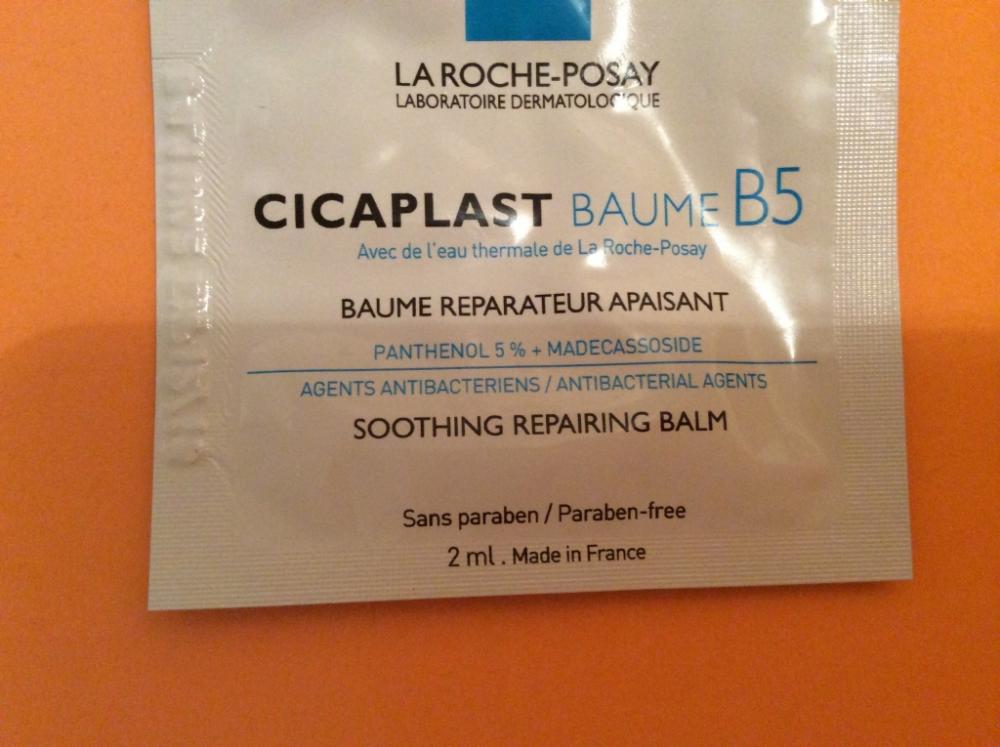 LA ROCHE-POSAY
LABORATOIRE DERMATOLOGIQUE
CICAPLAST BAUME B5
Avec de l'eau thermale de La Roche-Posay
BAUME REPARATEUR APAISANT
PANTHENOL 5 % + MADECASSOSIDE
AGENTS ANTIBACTERIENS / ANTIBACTERIAL AGENTS
SOOTHING REPAIRING BALM
Sans paraben / Paraben-free
2 ml . Made in France